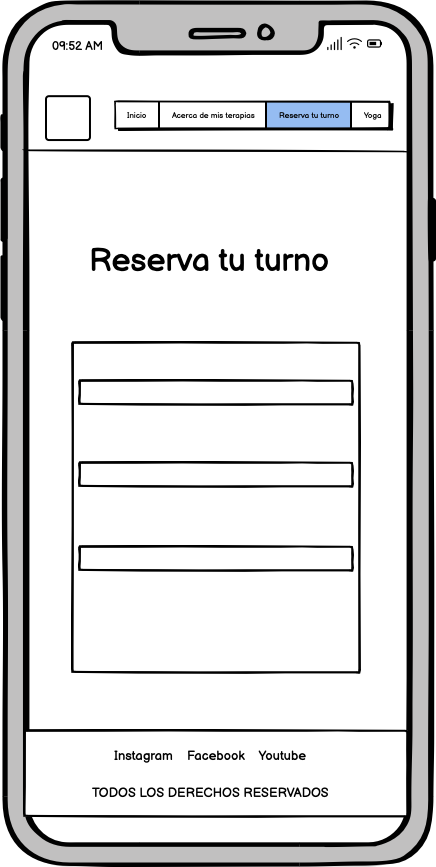 09:52 AM
Inicio Acerca de mis terapias Reserva tu turno Yoga
Reserva tu turno
Instagram Facebook Youtube
TODOS LOS DERECHOS RESERVADOS